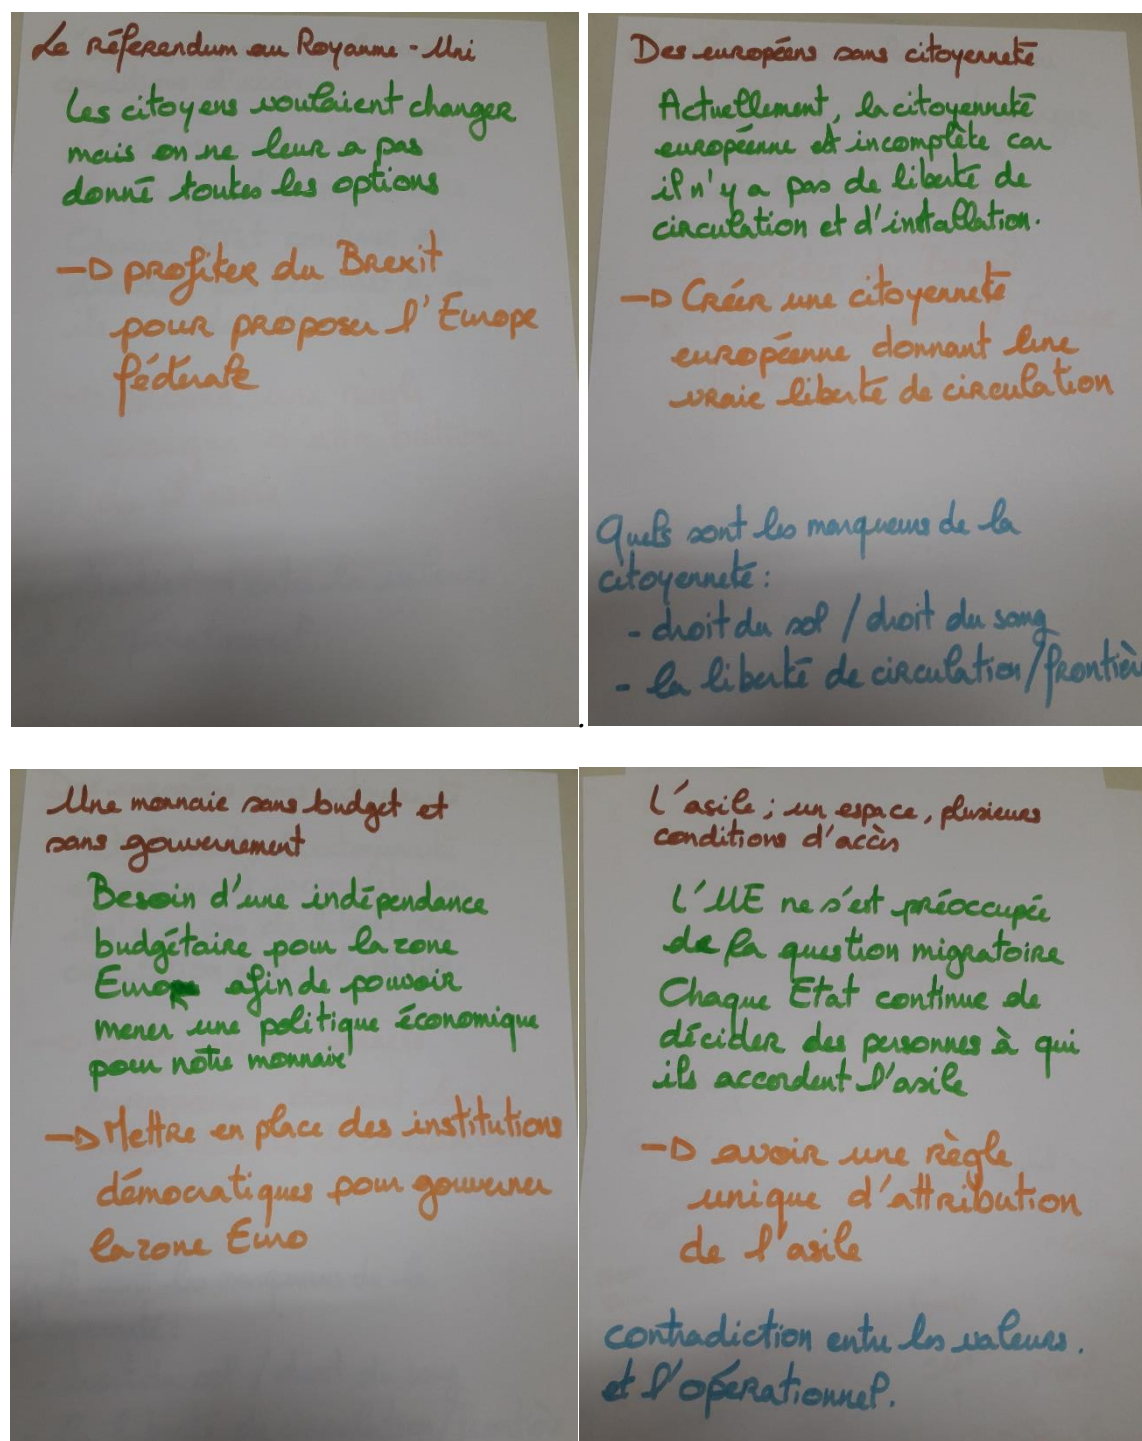 Le référendum au Royaume-Uni
Les citoyens voulaient changer
mais on ne leur a pas
donné toutes les options
→ profiter du Brexit
pour proposer l'Europe
fédérale
Des européens sans citoyenneté
Actuellement, la citoyenneté
européenne est incomplète car
il n'y a pas de liberté de
circulation et d'installation.
→ Créer une citoyenneté
européenne donnant une
vraie liberté de circulation
Quels sont les marqueurs de la
citoyenneté :
- droit du sol / droit du sang
- la liberté de circulation / frontièr
Une monnaie sans budget et
sans gouvernement
Besoin d'une indépendance
budgétaire pour la zone
Euro afin de pouvoir
mener une politique économique
pour notre monnaie
→ Mettre en place des institutions
démocratiques pour gouverner
la zone Euro
L'asile ; un espace, plusieurs
conditions d'accès
L'UE ne s'est préoccupée
de la question migratoire
Chaque Etat continue de
décider des personnes à qui
ils accordent l'asile
→ avoir une règle
unique d'attribution
de l'asile
contradiction entre les valeurs.
et l'opérationnel.